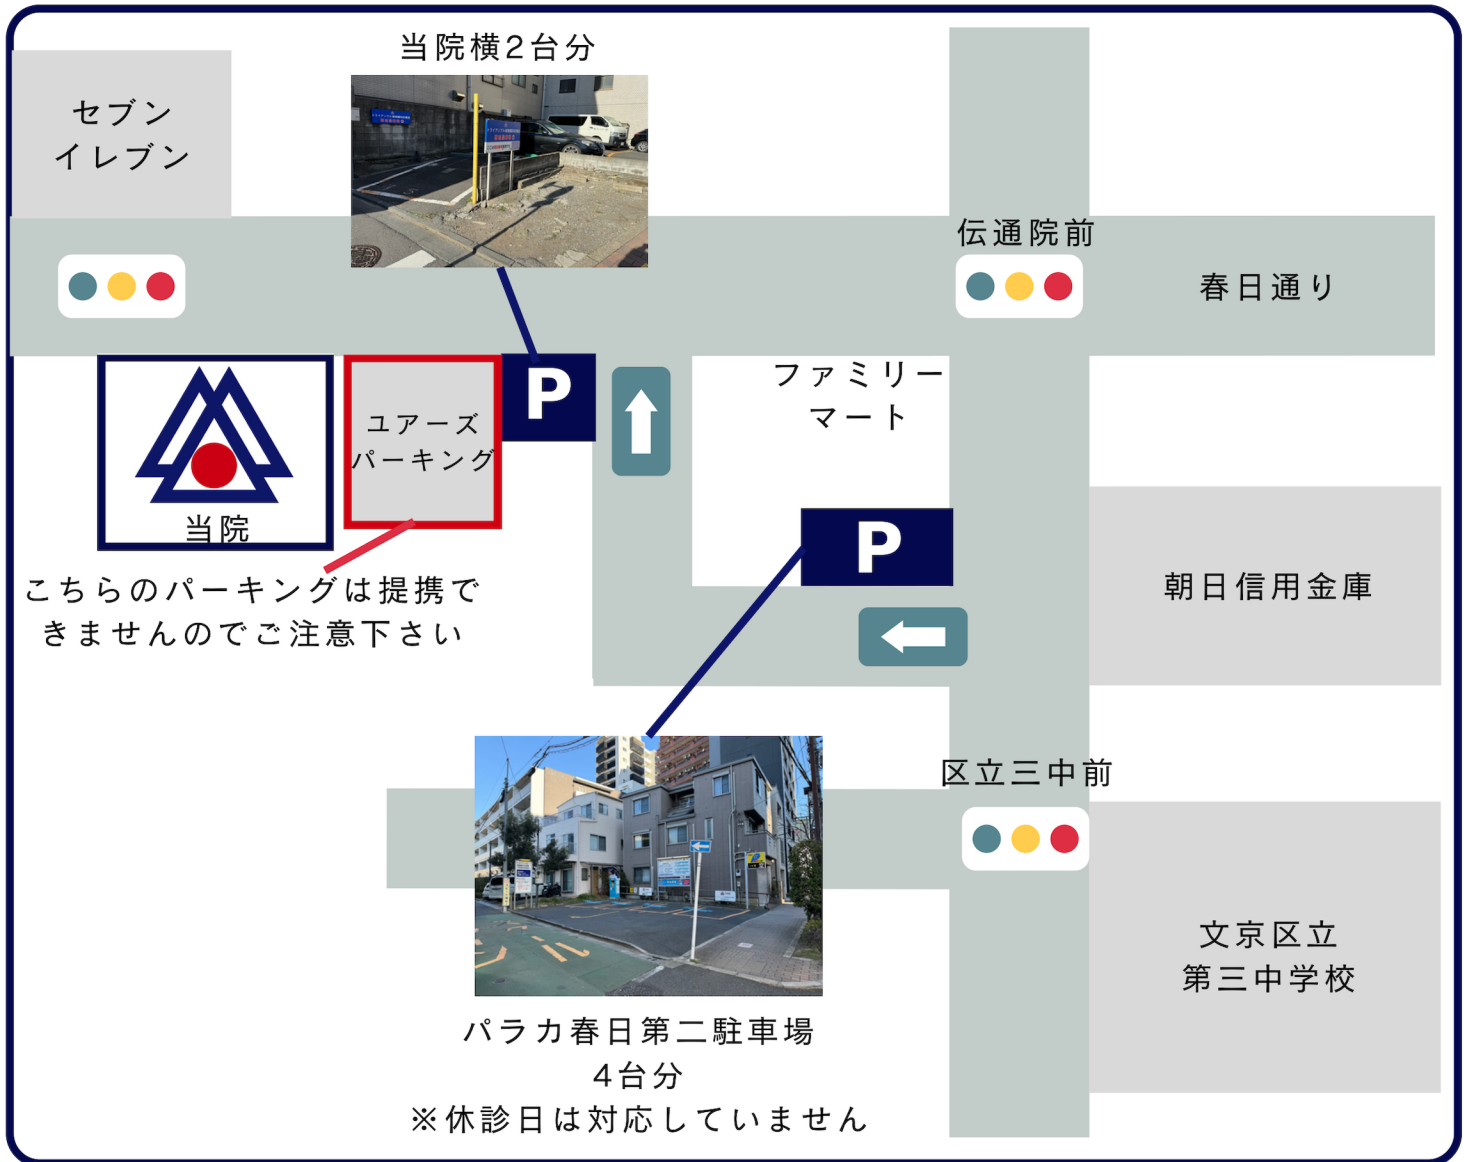 当院横2台分
セブン
イレブン
伝通院前
春日通り
P
ファミリー
マート
ユアーズ
パーキング
当院
P
朝日信用金庫
こちらのパーキングは提携で
きませんのでご注意下さい
区立三中前
文京区立
第三中学校
パラカ春日第二駐車場
4台分
※休診日は対応していません